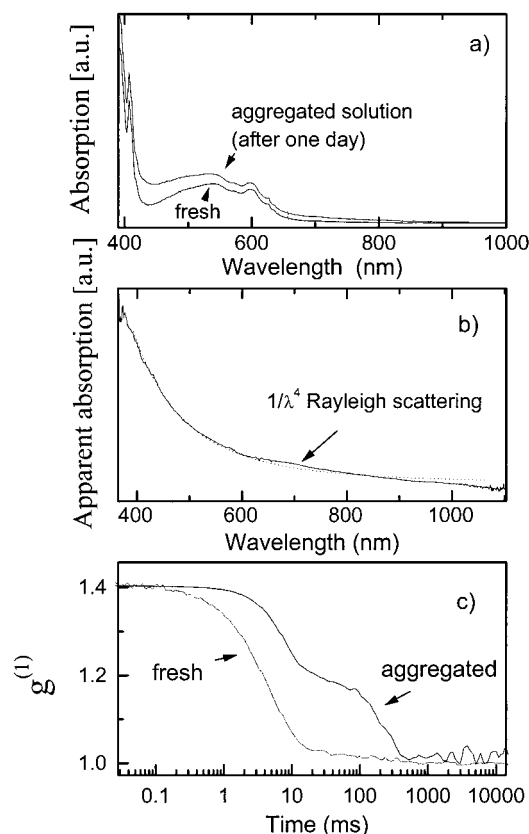 Absorption [a.u.]
a)
aggregated solution
(after one day)
fresh
400 600 800 1000
Wavelength (nm)
Apparent absorption [a.u.]
b)
1/λ⁴ Rayleigh scattering
400 600 800 1000
Wavelength (nm)
g⁽¹⁾
1.4
1.2
1.0
c)
fresh
aggregated
0.1 1 10 100 1000 10000
Time (ms)